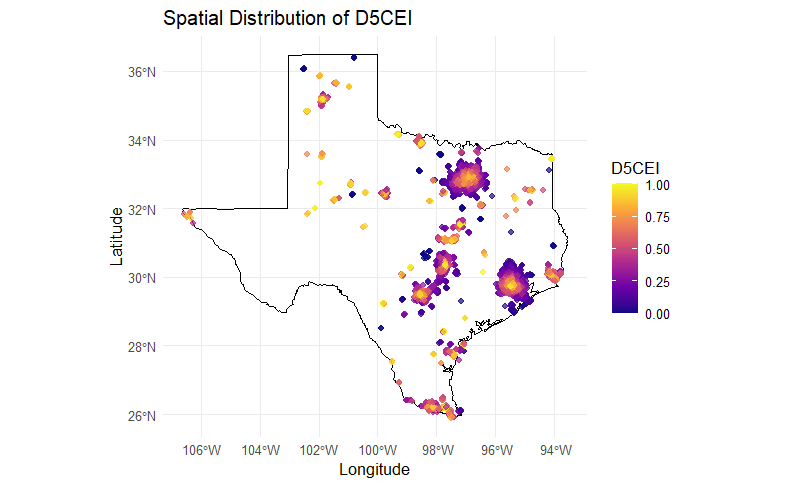 Spatial Distribution of D5CEI
36°N
34°N
32°N
30°N
28°N
26°N
Latitude
106°W 104°W 102°W 100°W 98°W 96°W 94°W
Longitude
D5CEI
1.00
0.75
0.50
0.25
0.00